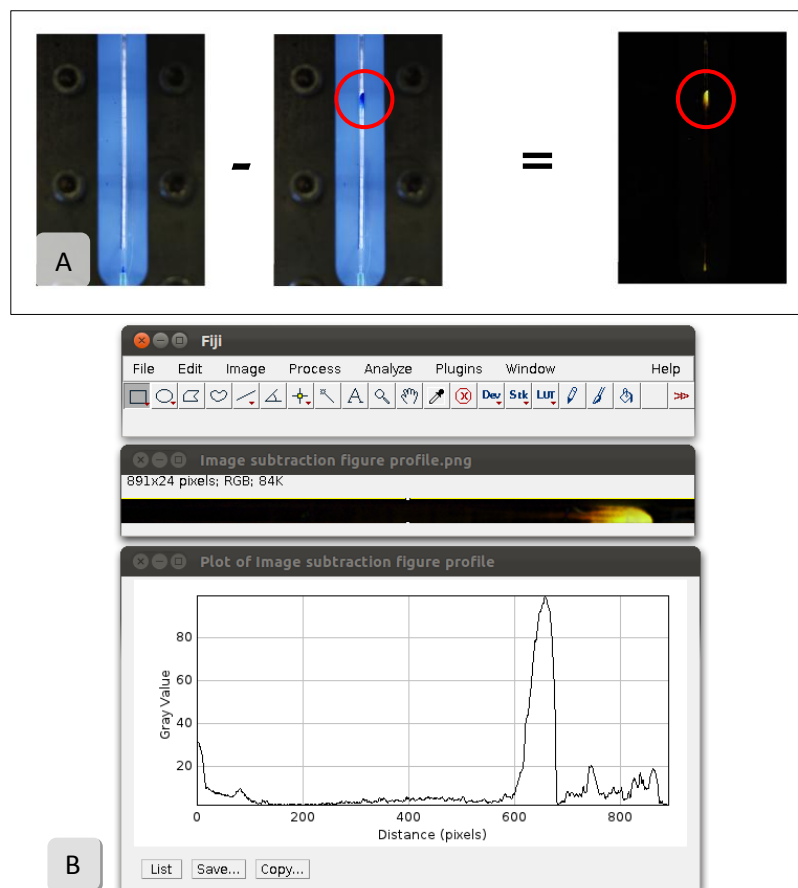 - =
A
Fiji
File Edit Image Process Analyze Plugins Window Help
A Dev Stk LUT
Image subtraction figure profile.png
891x24 pixels; RGB; 84K
Plot of Image subtraction figure profile
80
60
40
20
Gray Value
0 200 400 600 800
Distance (pixels)
B
List Save... Copy...